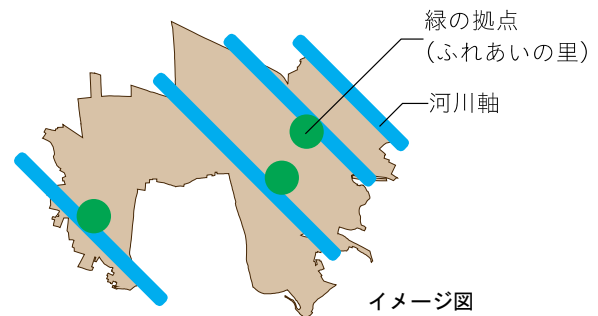 緑の拠点
（ふれあいの里）
河川軸
イメージ図